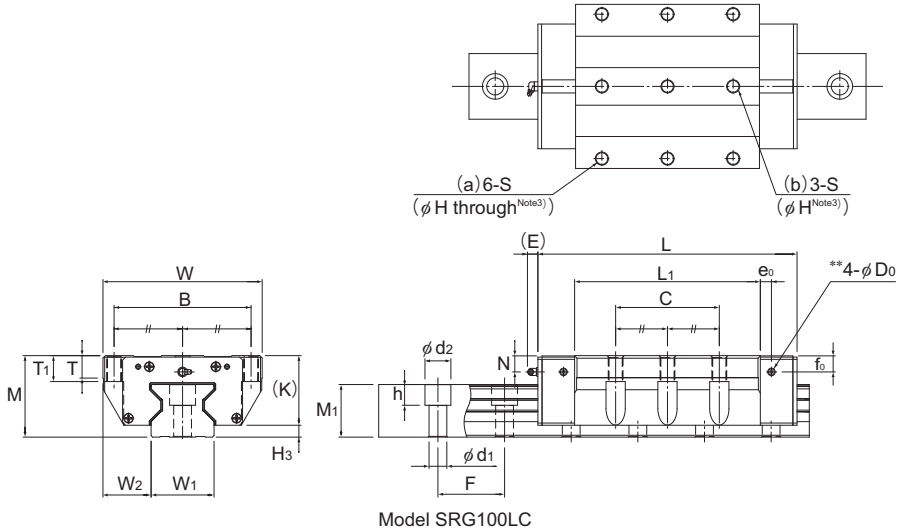 (a)6-S
(φH through Note3))
(b)3-S
(φH Note3))
(E)
L
L1
e0
**4-φD0
C
W
B
T1
T
M
(K)
H3
W2
W1
φd2
N
f0
h
M1
φd1
F
Model SRG100LC